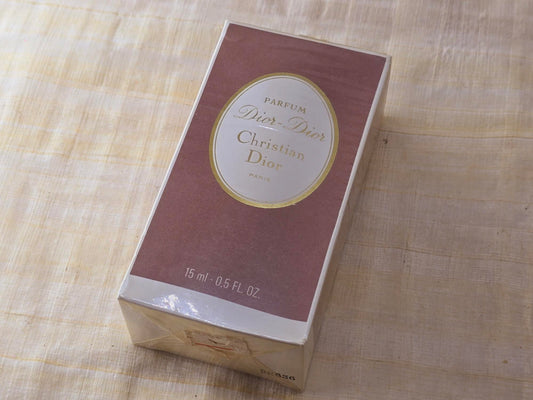 PARFUM
Dior-Dior
Christian
Dior
PARIS
15 ml - 0,5 FL. OZ.